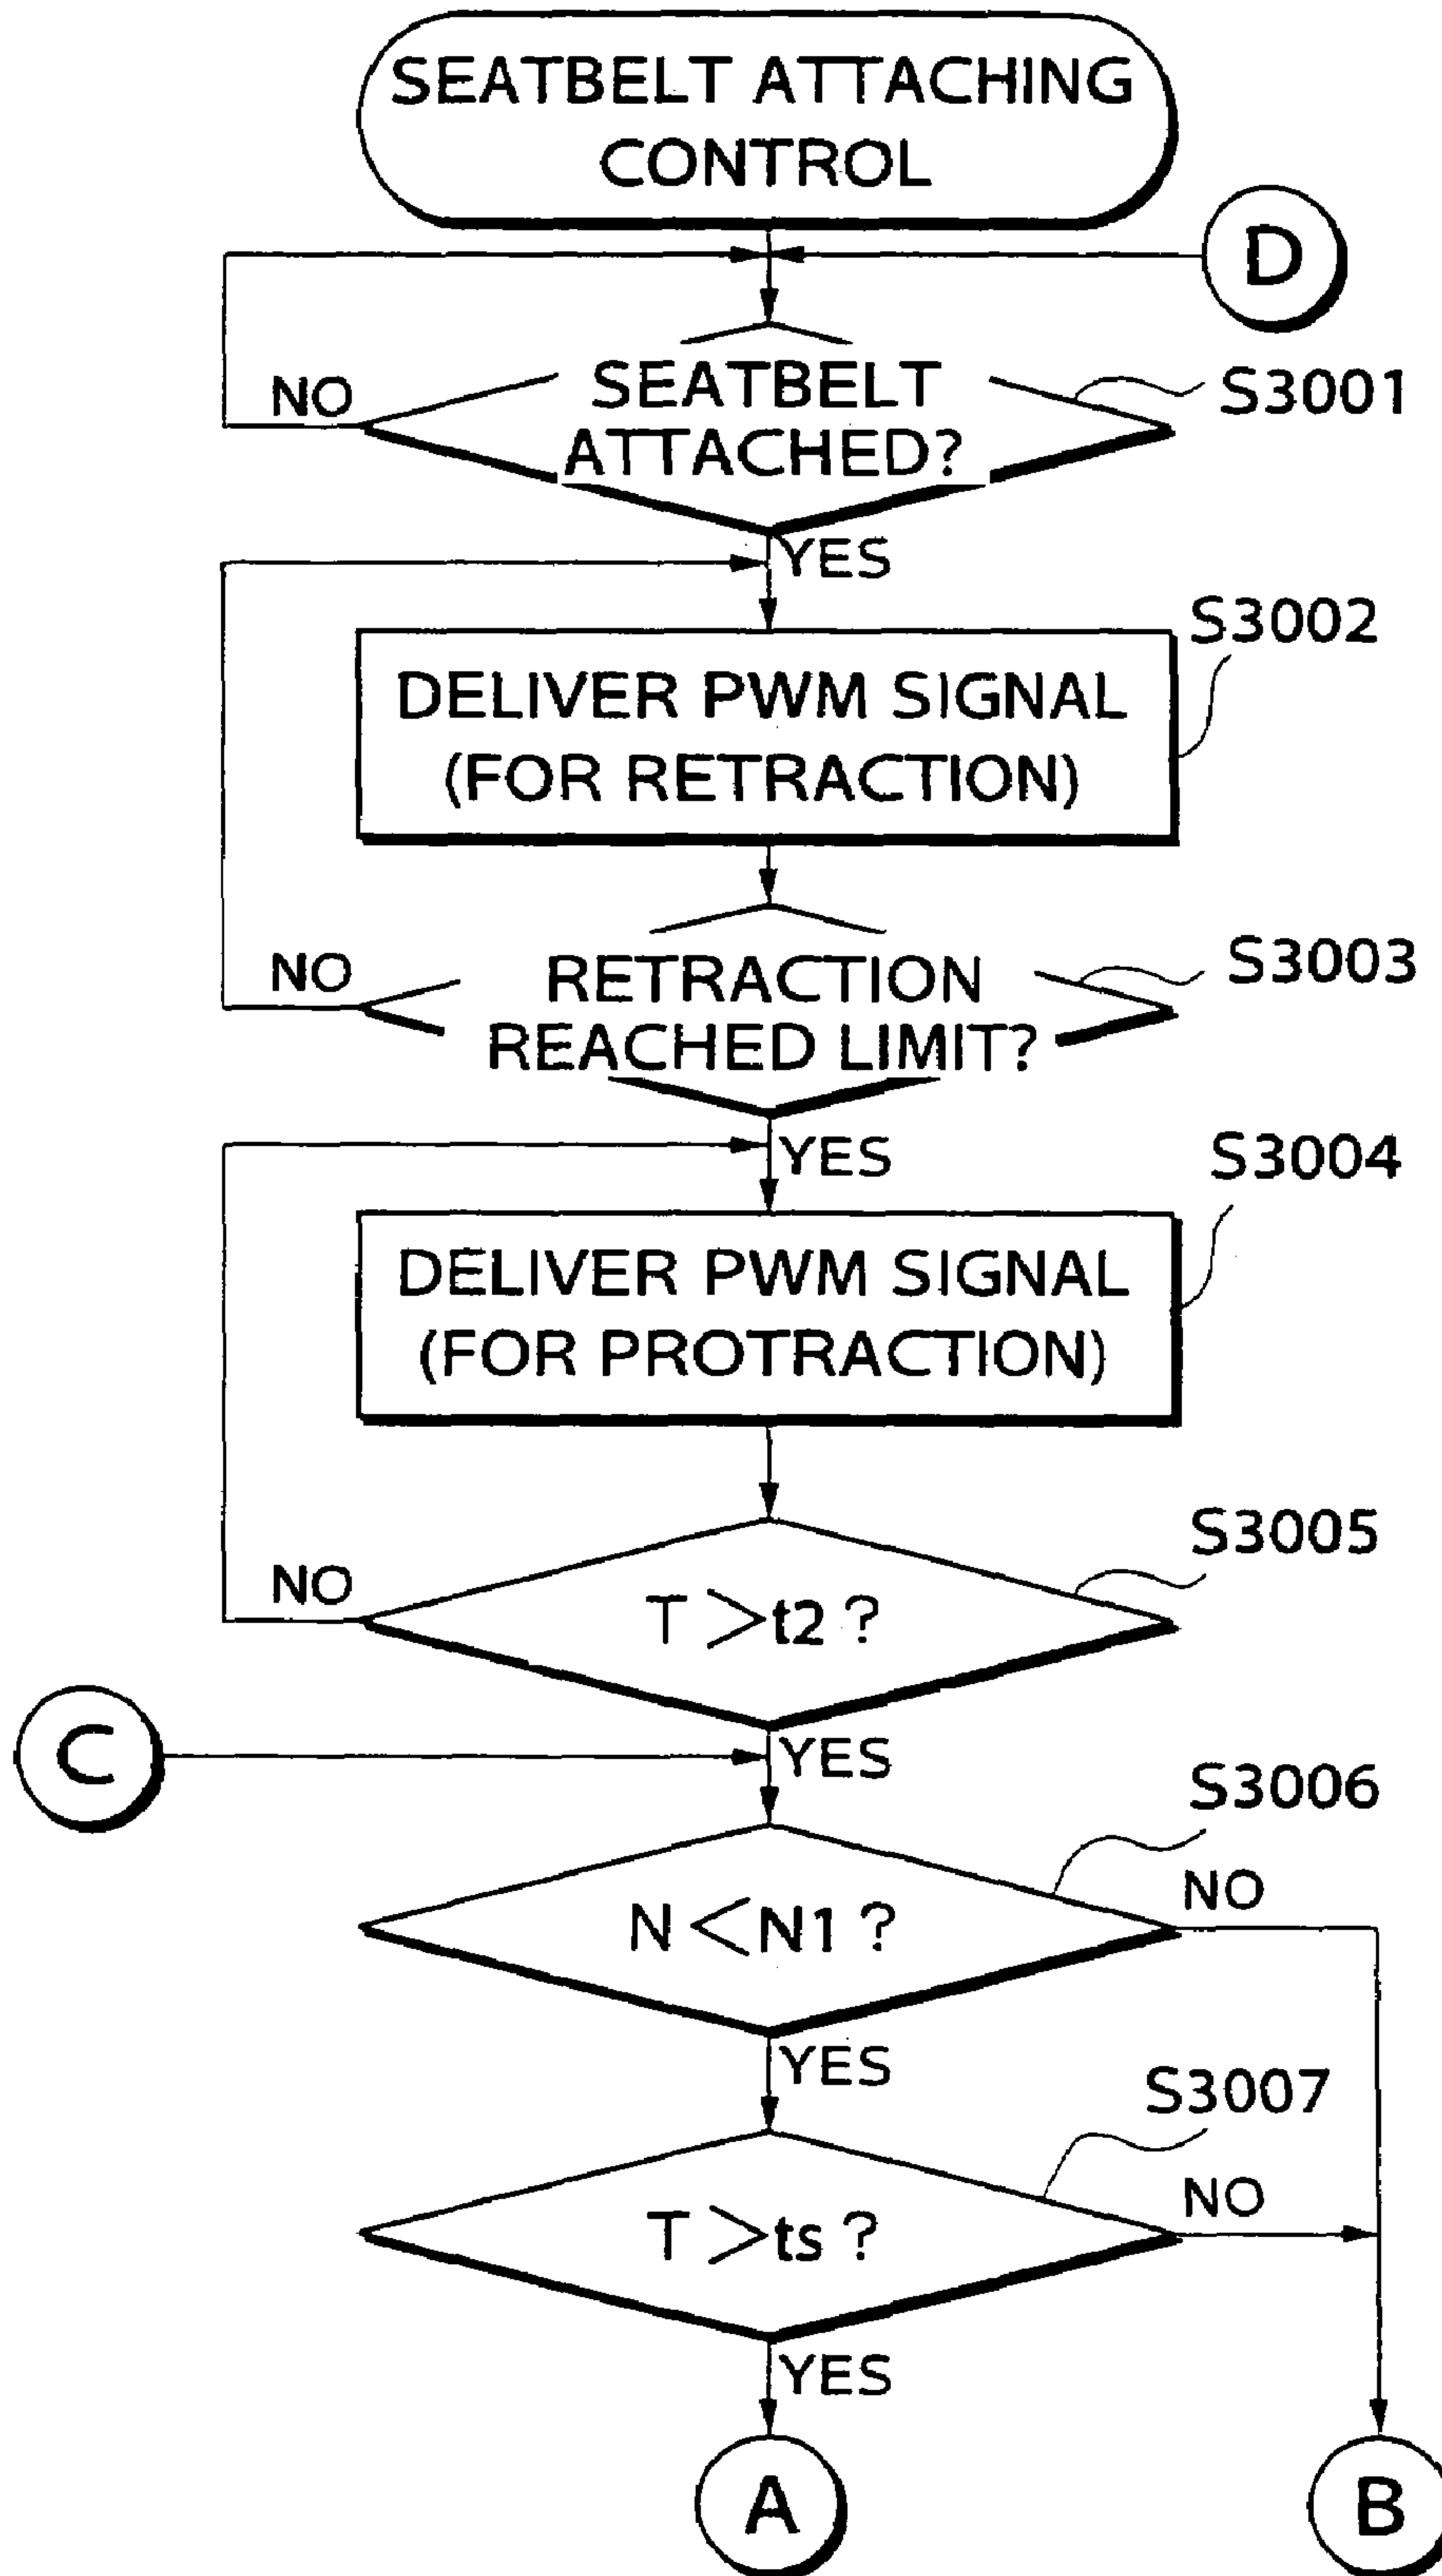 SEATBELT ATTACHING
CONTROL
D
NO
SEATBELT
ATTACHED?
S3001
YES
S3002
DELIVER PWM SIGNAL
(FOR RETRACTION)
NO
RETRACTION
REACHED LIMIT?
S3003
YES
S3004
DELIVER PWM SIGNAL
(FOR PROTRACTION)
S3005
NO
T > t2 ?
C
YES
S3006
N < N1 ?
NO
YES
S3007
T > ts ?
NO
YES
A
B